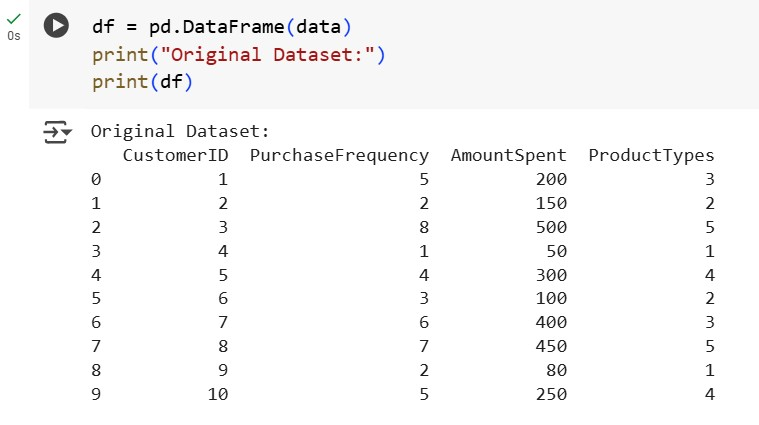 df = pd.DataFrame(data)
0s
print("Original Dataset:")
print(df)
Original Dataset:
   CustomerID  PurchaseFrequency  AmountSpent  ProductTypes
0           1                  5          200             3
1           2                  2          150             2
2           3                  8          500             5
3           4                  1           50             1
4           5                  4          300             4
5           6                  3          100             2
6           7                  6          400             3
7           8                  7          450             5
8           9                  2           80             1
9          10                  5          250             4